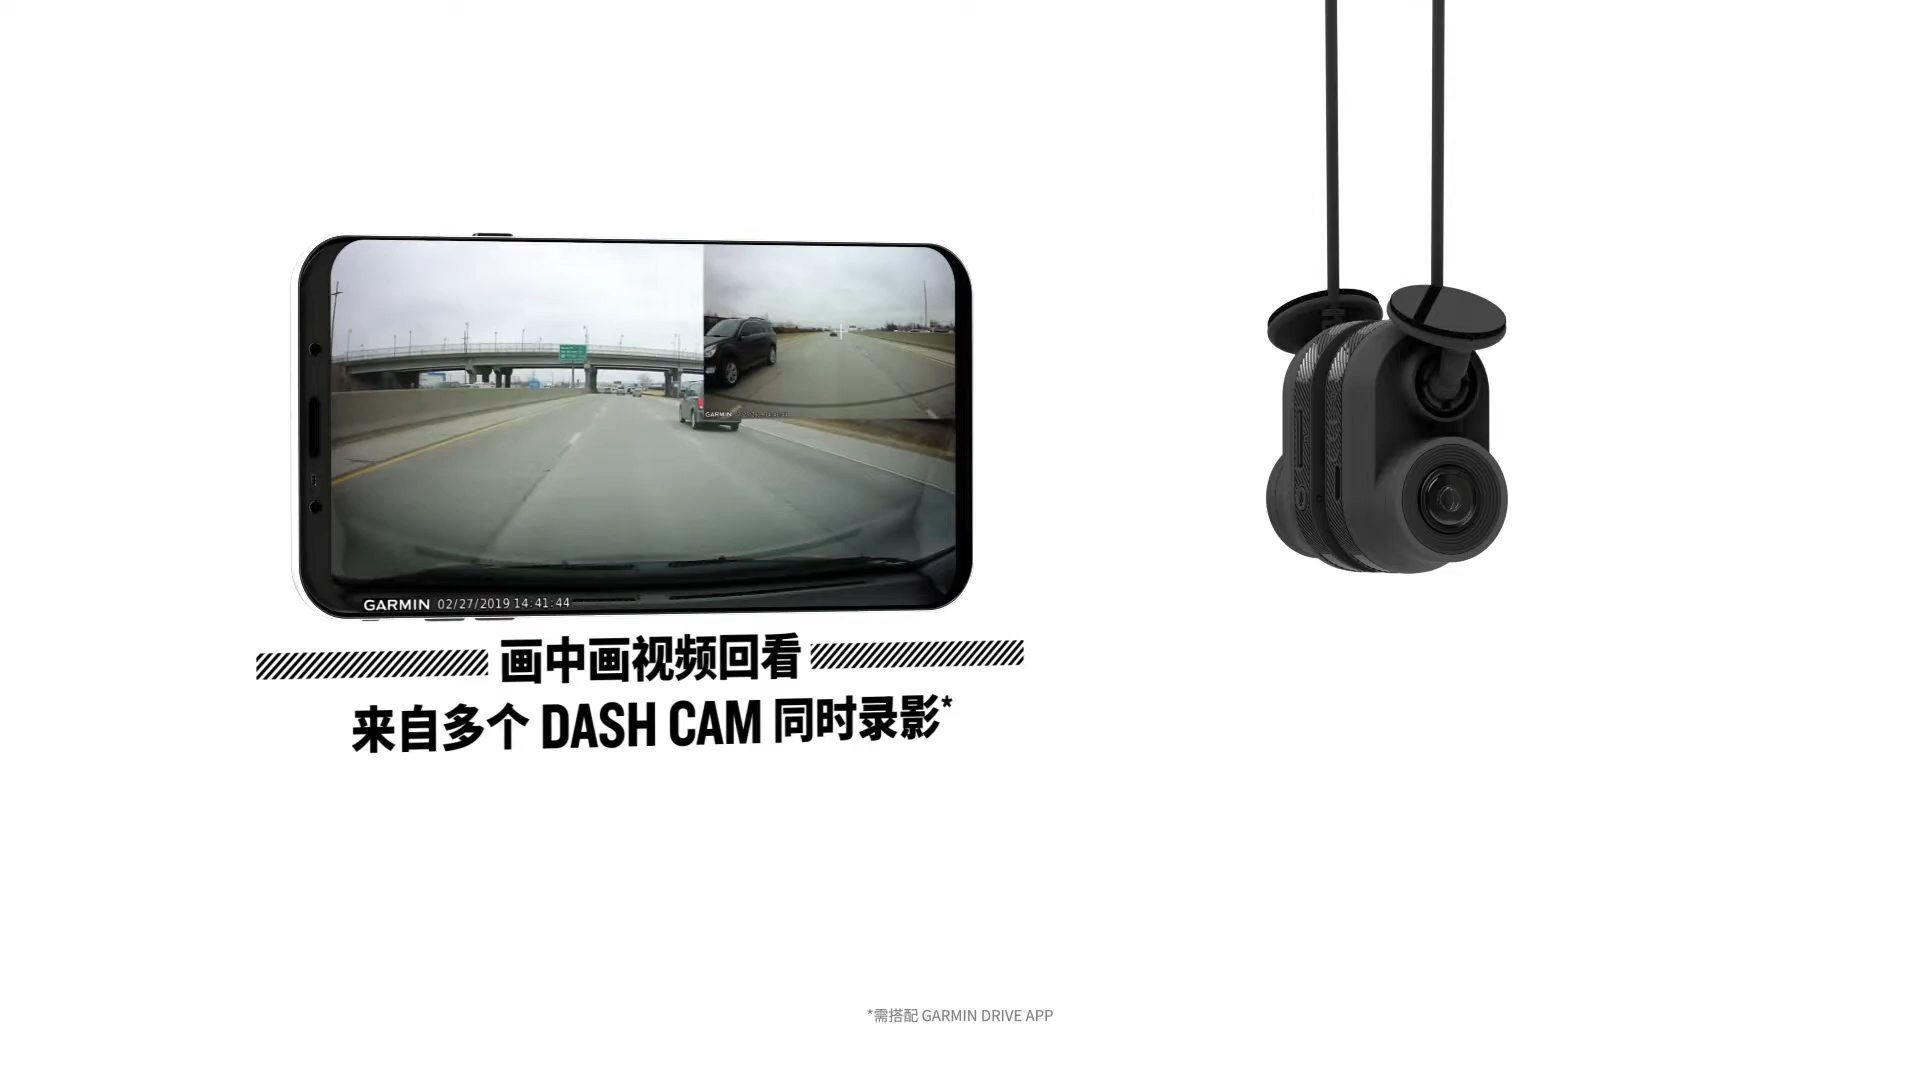 GARMIN
GARMIN 02/27/2019 14:41:44
画中画视频回看
来自多个 DASH CAM 同时录影*
*需搭配 GARMIN DRIVE APP